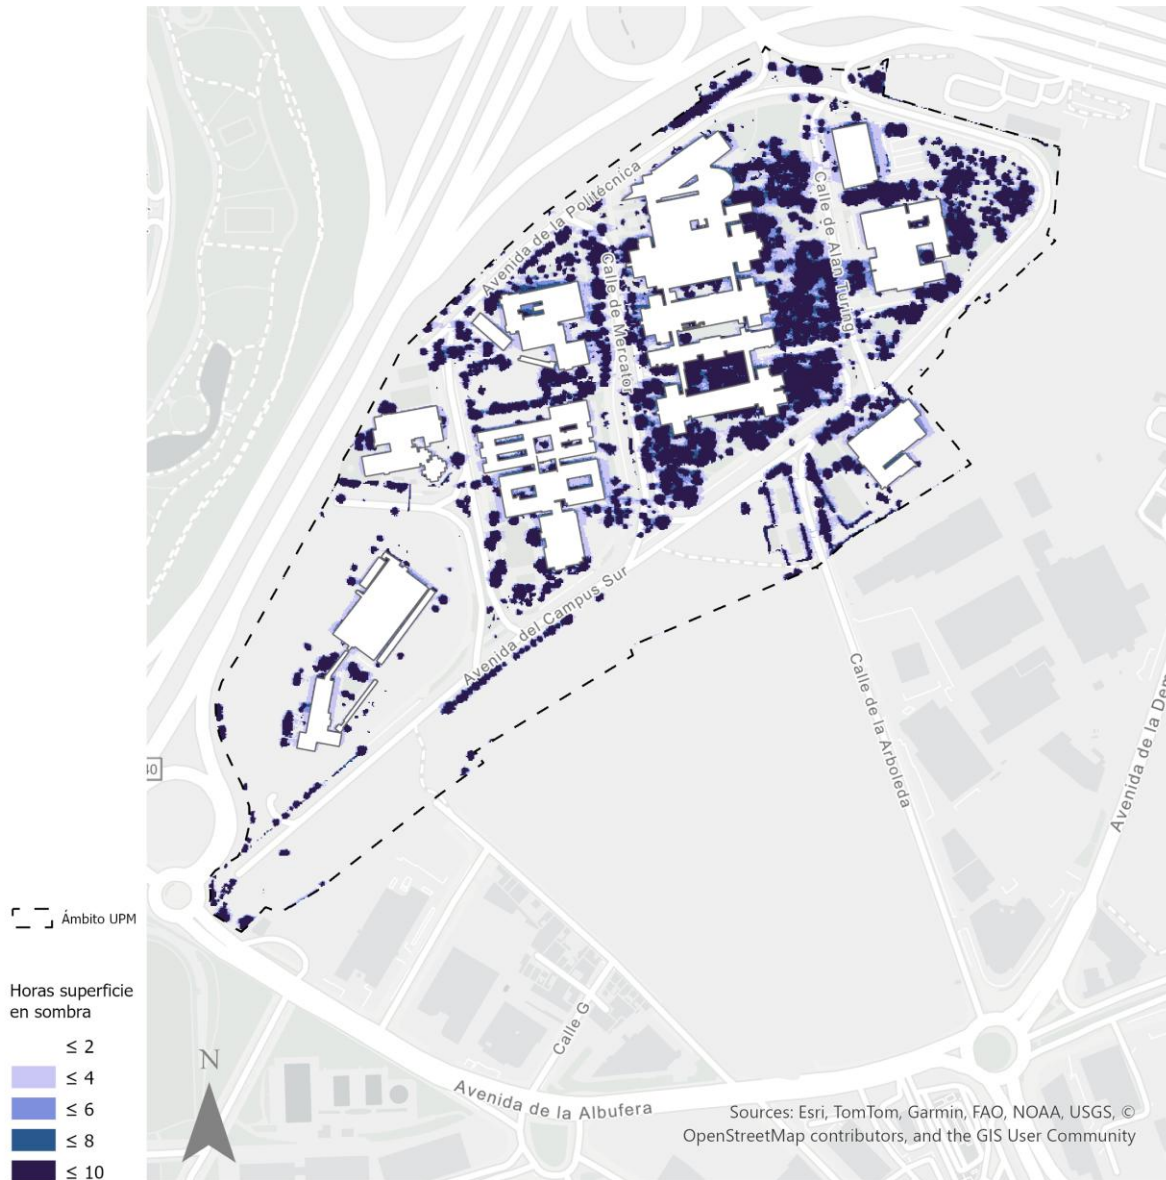 Avenida de la Politécnica
Calle de Alan Turing
Calle de Mercator
Avenida del Campus Sur
Calle de la Arboleda
Avenida de la Dem
80
Ámbito UPM
Horas superficie
en sombra
≤ 2
≤ 4
≤ 6
≤ 8
≤ 10
N
Calle G
Avenida de la Albufera
Sources: Esri, TomTom, Garmin, FAO, NOAA, USGS, ©
OpenStreetMap contributors, and the GIS User Community